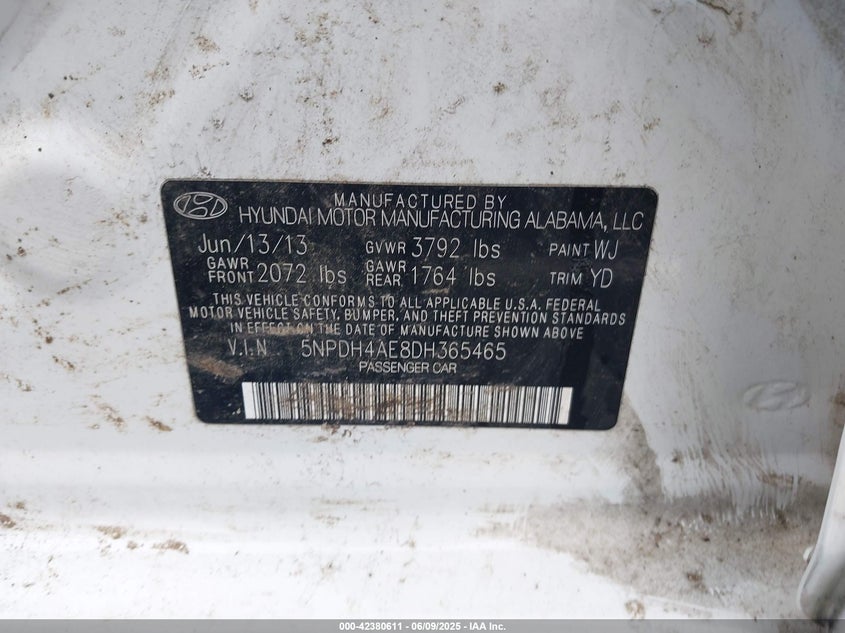 MANUFACTURED BY
HYUNDAI MOTOR MANUFACTURING ALABAMA, LLC
Jun/13/13 GVWR 3792 lbs PAINT WJ
GAWR FRONT 2072 lbs GAWR REAR 1764 lbs TRIM YD
THIS VEHICLE CONFORMS TO ALL APPLICABLE U.S.A. FEDERAL
MOTOR VEHICLE SAFETY, BUMPER, AND THEFT PREVENTION STANDARDS
IN EFFECT ON THE DATE OF MANUFACTURE SHOWN ABOVE
V.I.N 5NPDH4AE8DH365465
PASSENGER CAR
000-42380611 - 06/09/2025 - IAA Inc.